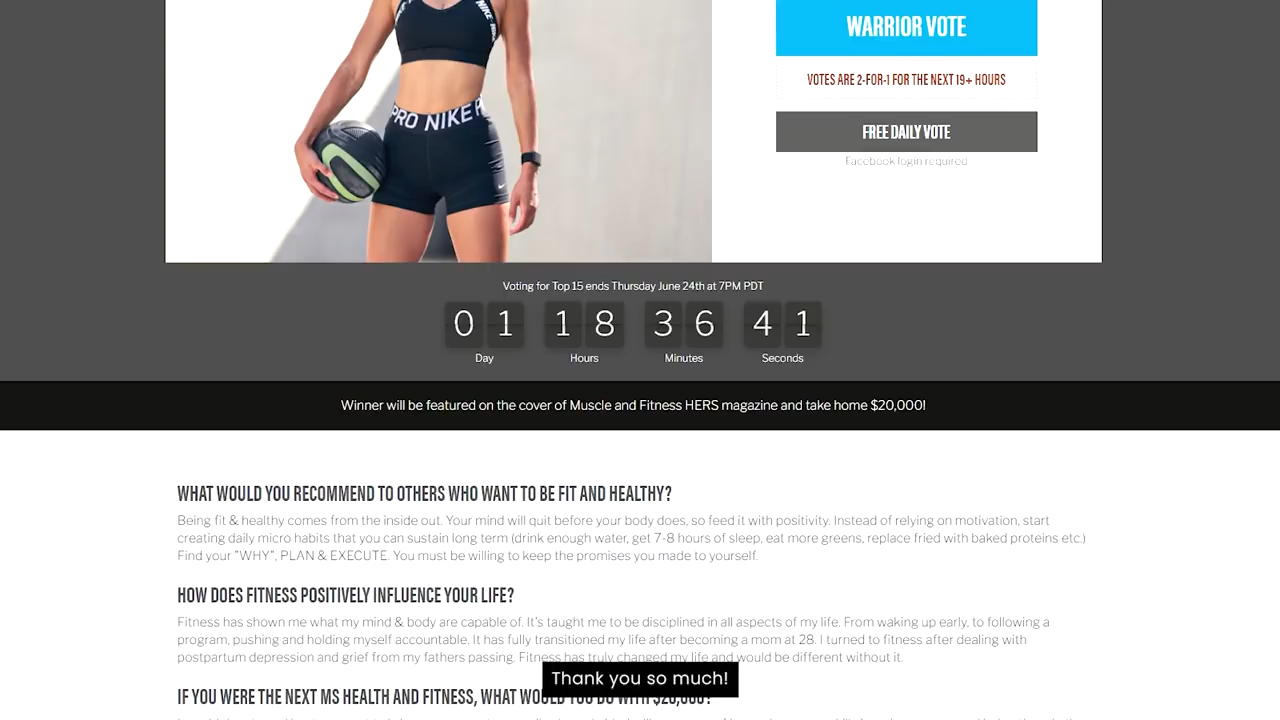 NIKE NIKE
PRO NIKE P
WARRIOR VOTE
VOTES ARE 2-FOR-1 FOR THE NEXT 19+ HOURS
FREE DAILY VOTE
Facebook login required
Voting for Top 15 ends Thursday June 24th at 7PM PDT
01 18 36 41
Day Hours Minutes Seconds
Winner will be featured on the cover of Muscle and Fitness HERS magazine and take home $20,000!
WHAT WOULD YOU RECOMMEND TO OTHERS WHO WANT TO BE FIT AND HEALTHY?
Being fit & healthy comes from the inside out. Your mind will quit before your body does, so feed it with positivity. Instead of relying on motivation, start
creating daily micro habits that you can sustain long term (drink enough water, get 7-8 hours of sleep, eat more greens, replace fried with baked proteins etc.)
Find your "WHY", PLAN & EXECUTE. You must be willing to keep the promises you made to yourself.
HOW DOES FITNESS POSITIVELY INFLUENCE YOUR LIFE?
Fitness has shown me what my mind & body are capable of. It's taught me to be disciplined in all aspects of my life. From waking up early, to following a
program, pushing and holding myself accountable. It has fully transitioned my life after becoming a mom at 28. I turned to fitness after dealing with
postpartum depression and grief from my fathers passing. Fitness has truly changed my life and would be different without it.
IF YOU WERE THE NEXT MS HEALTH AND FITNESS, WHAT WOULD YOU DO WITH $20,000?
Thank you so much!